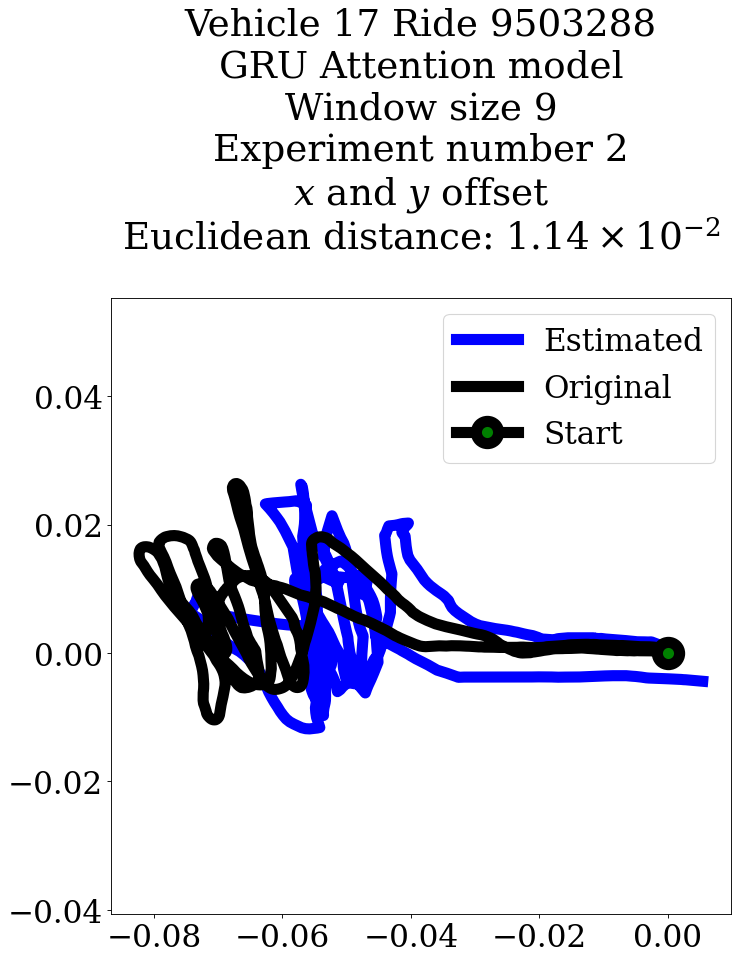 Vehicle 17 Ride 9503288
GRU Attention model
Window size 9
Experiment number 2
x and y offset
Euclidean distance: 1.14 × 10⁻²
Estimated
Original
Start
0.04
0.02
0.00
−0.02
−0.04
−0.08 −0.06 −0.04 −0.02 0.00